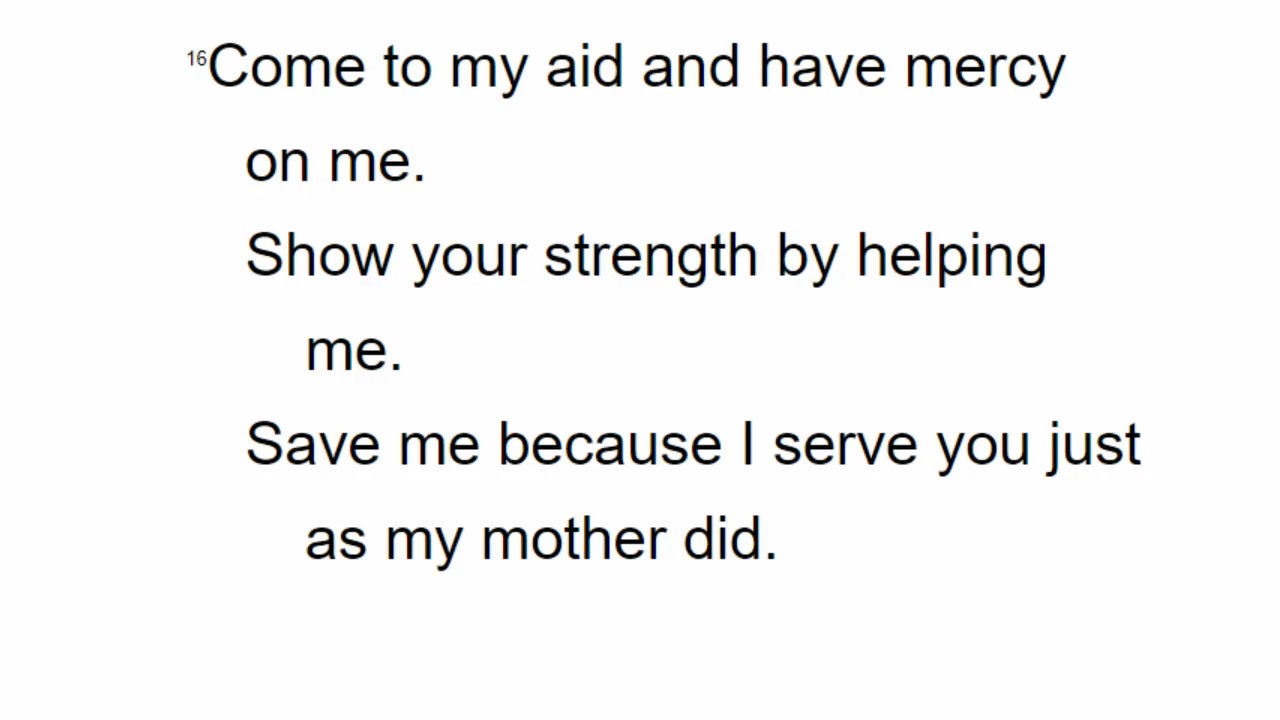 16Come to my aid and have mercy
on me.
Show your strength by helping
me.
Save me because I serve you just
as my mother did.